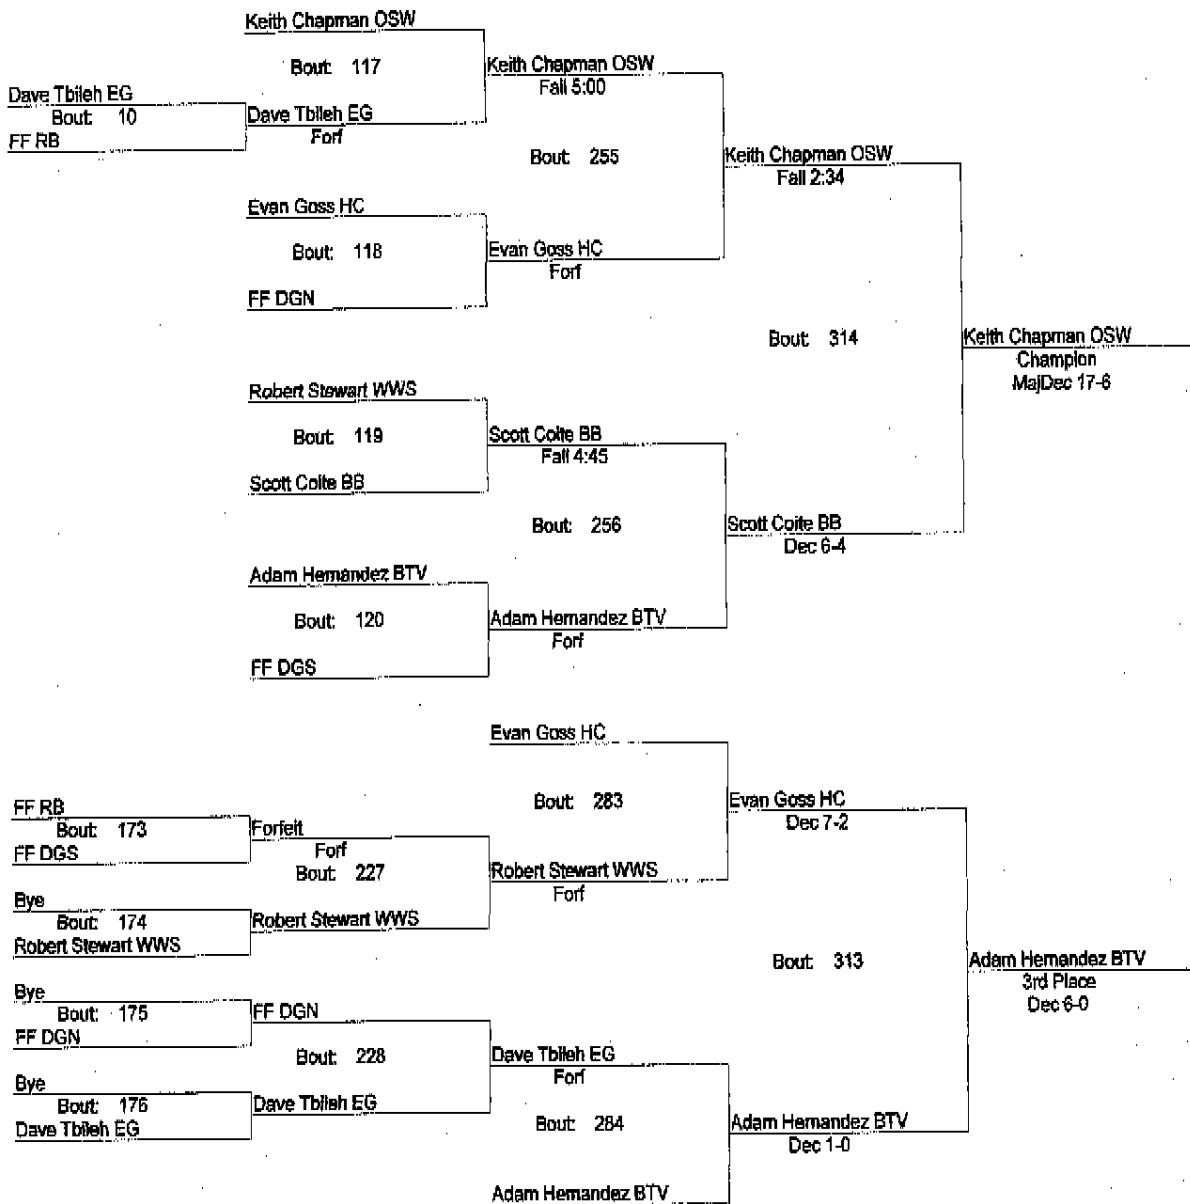 Keith Chapman OSW
Bout: 117
Keith Chapman OSW
Fall 5:00
Dave Tbileh EG
Bout: 10
FF RB
Dave Tbileh EG
Forf
Bout: 255
Keith Chapman OSW
Fall 2:34
Evan Goss HC
Bout: 118
Evan Goss HC
Forf
FF DGN
Bout: 314
Keith Chapman OSW
Champion
MajDec 17-6
Robert Stewart WWS
Bout: 119
Scott Coite BB
Fall 4:45
Scott Coite BB
Bout: 256
Scott Coite BB
Dec 6-4
Adam Hernandez BTV
Bout: 120
Adam Hernandez BTV
Forf
FF DGS
Evan Goss HC
Bout: 283
Evan Goss HC
Dec 7-2
FF RB
Bout: 173
FF DGS
Forfeit
Forf
Bout: 227
Robert Stewart WWS
Forf
Bye
Bout: 174
Robert Stewart WWS
Robert Stewart WWS
Bout: 313
Adam Hernandez BTV
3rd Place
Dec 6-0
Bye
Bout: 175
FF DGN
FF DGN
Bout: 228
Dave Tbileh EG
Forf
Bye
Bout: 176
Dave Tbileh EG
Dave Tbileh EG
Bout: 284
Adam Hernandez BTV
Dec 1-0
Adam Hernandez BTV